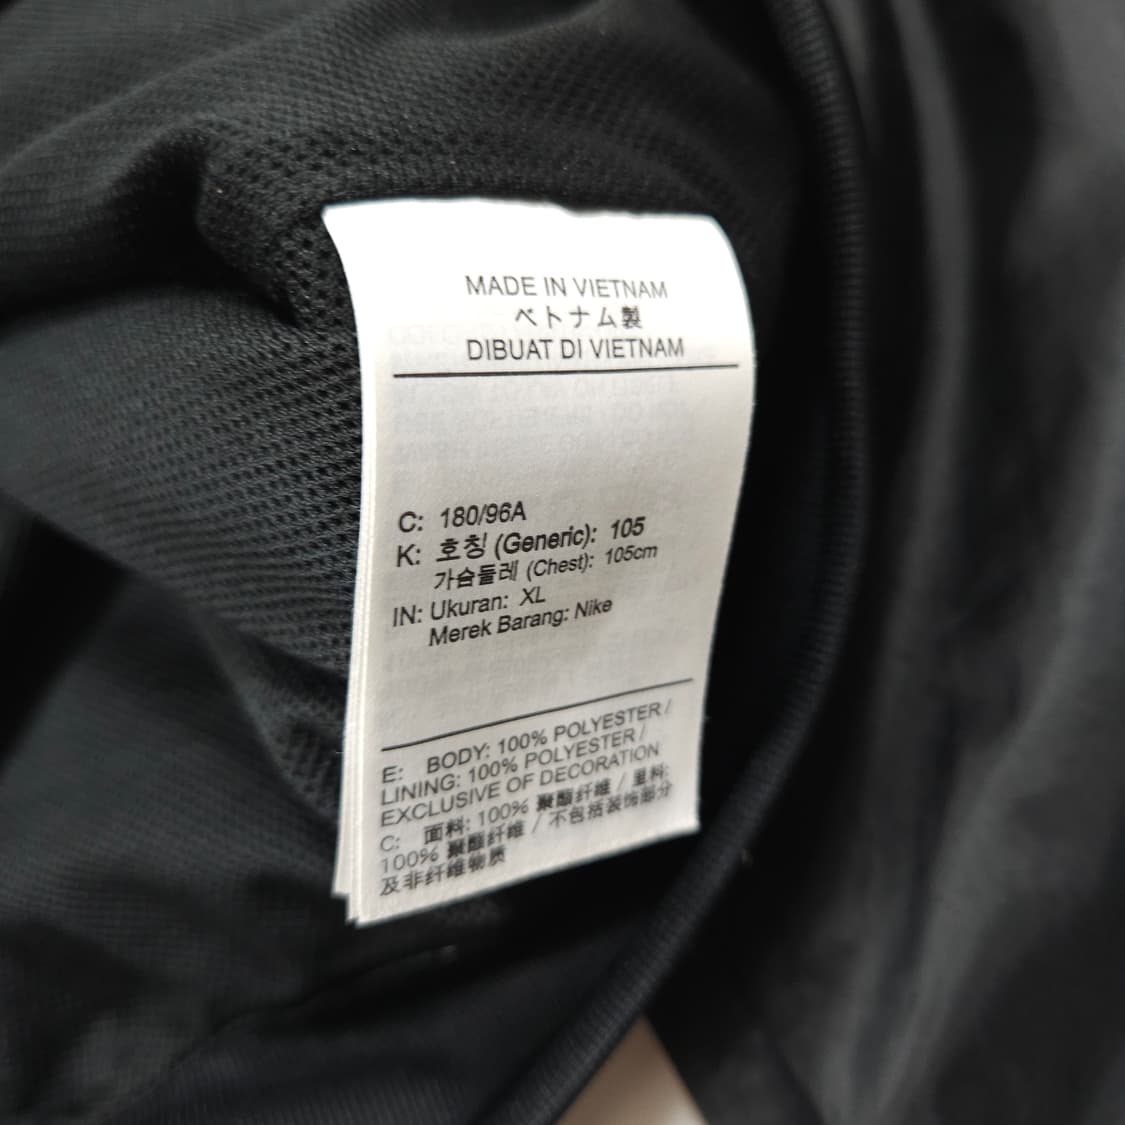 MADE IN VIETNAM
ベトナム製
DIBUAT DI VIETNAM
C: 180/96A
K: 호칭 (Generic): 105
가슴둘레 (Chest): 105cm
IN: Ukuran: XL
Merek Barang: Nike
E: BODY: 100% POLYESTER /
LINING: 100% POLYESTER /
EXCLUSIVE OF DECORATION
C: 面料: 100% 聚酯纤维 / 里料:
100% 聚酯纤维 / 不包括装饰部分
及非纤维物质